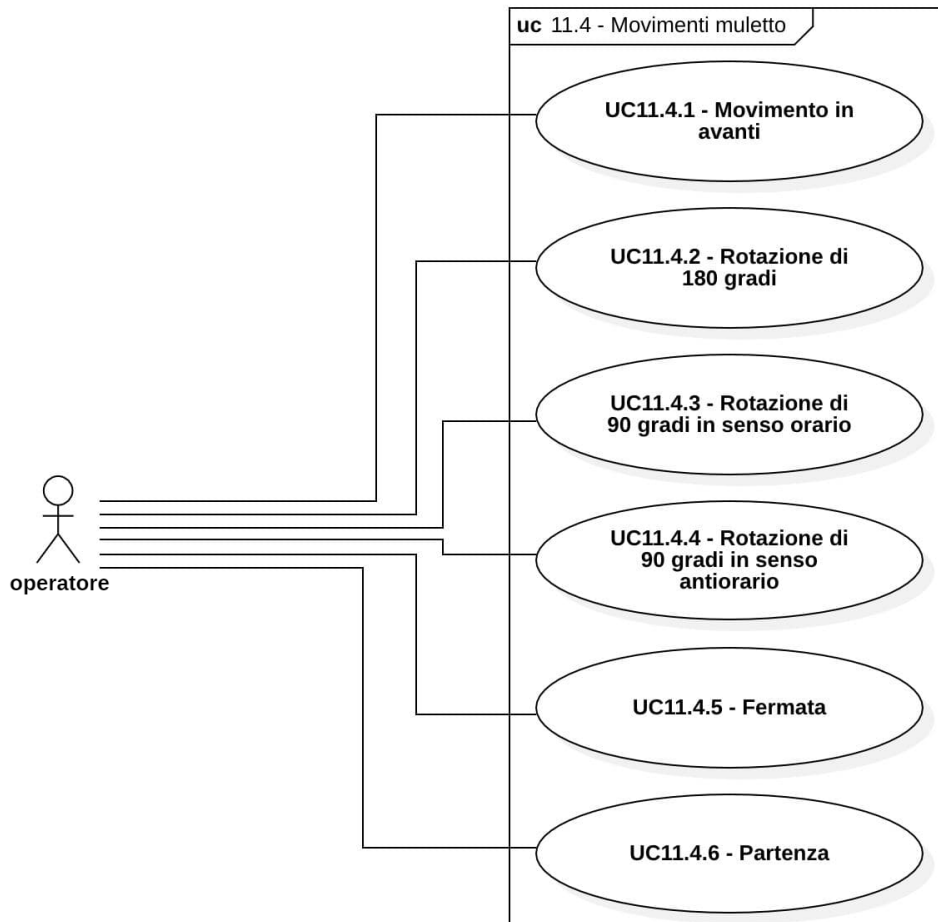 uc 11.4 - Movimenti muletto
UC11.4.1 - Movimento in
avanti
UC11.4.2 - Rotazione di
180 gradi
UC11.4.3 - Rotazione di
90 gradi in senso orario
operatore
UC11.4.4 - Rotazione di
90 gradi in senso
antiorario
UC11.4.5 - Fermata
UC11.4.6 - Partenza